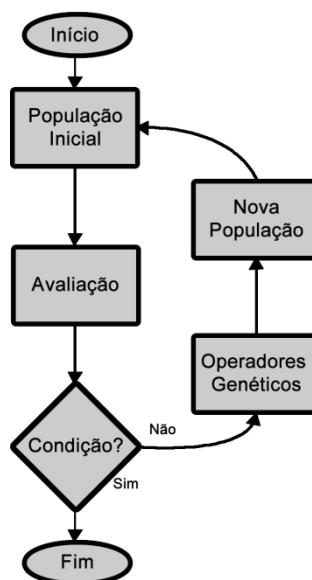 Início
População
Inicial
Nova
População
Avaliação
Operadores
Genéticos
Não
Condição?
Sim
Fim